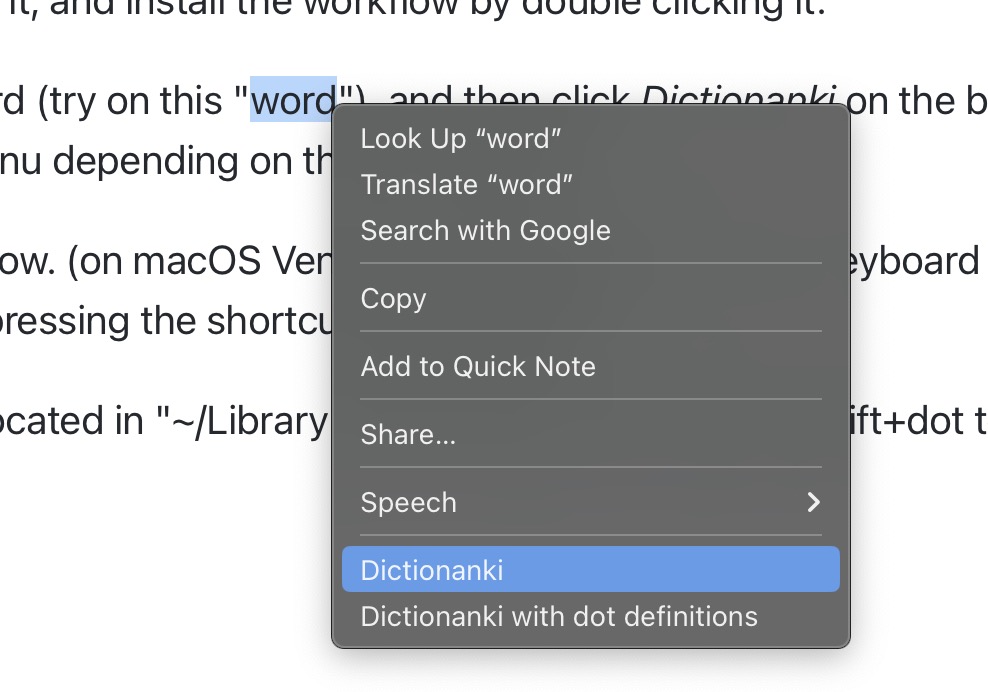 it, and install the workflow by double clicking it.
rd (try on this "word"), and then click Dictionanki on the b
nu depending on th
ow. (on macOS Ven
eyboard
pressing the shortcu
ocated in "~/Library
ift+dot t
Look Up “word”
Translate “word”
Search with Google
Copy
Add to Quick Note
Share...
Speech
Dictionanki
Dictionanki with dot definitions